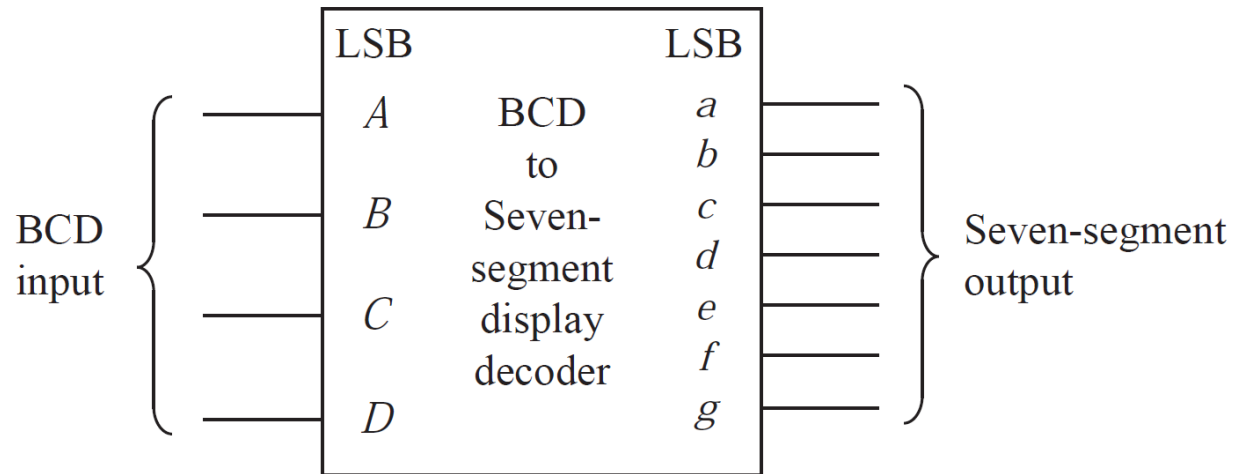 LSB
LSB
A
B
C
D
BCD
to
Seven-
segment
display
decoder
a
b
c
d
e
f
g
BCD
input
Seven-segment
output